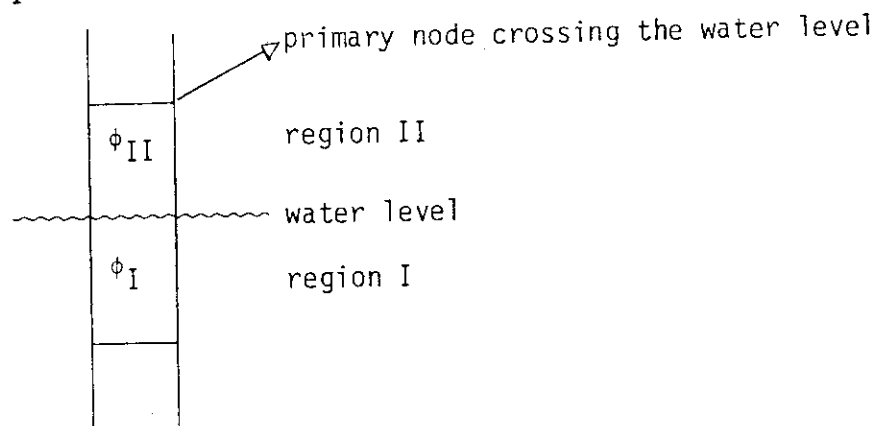 primary node crossing the water level
ϕII
region II
water level
ϕI
region I